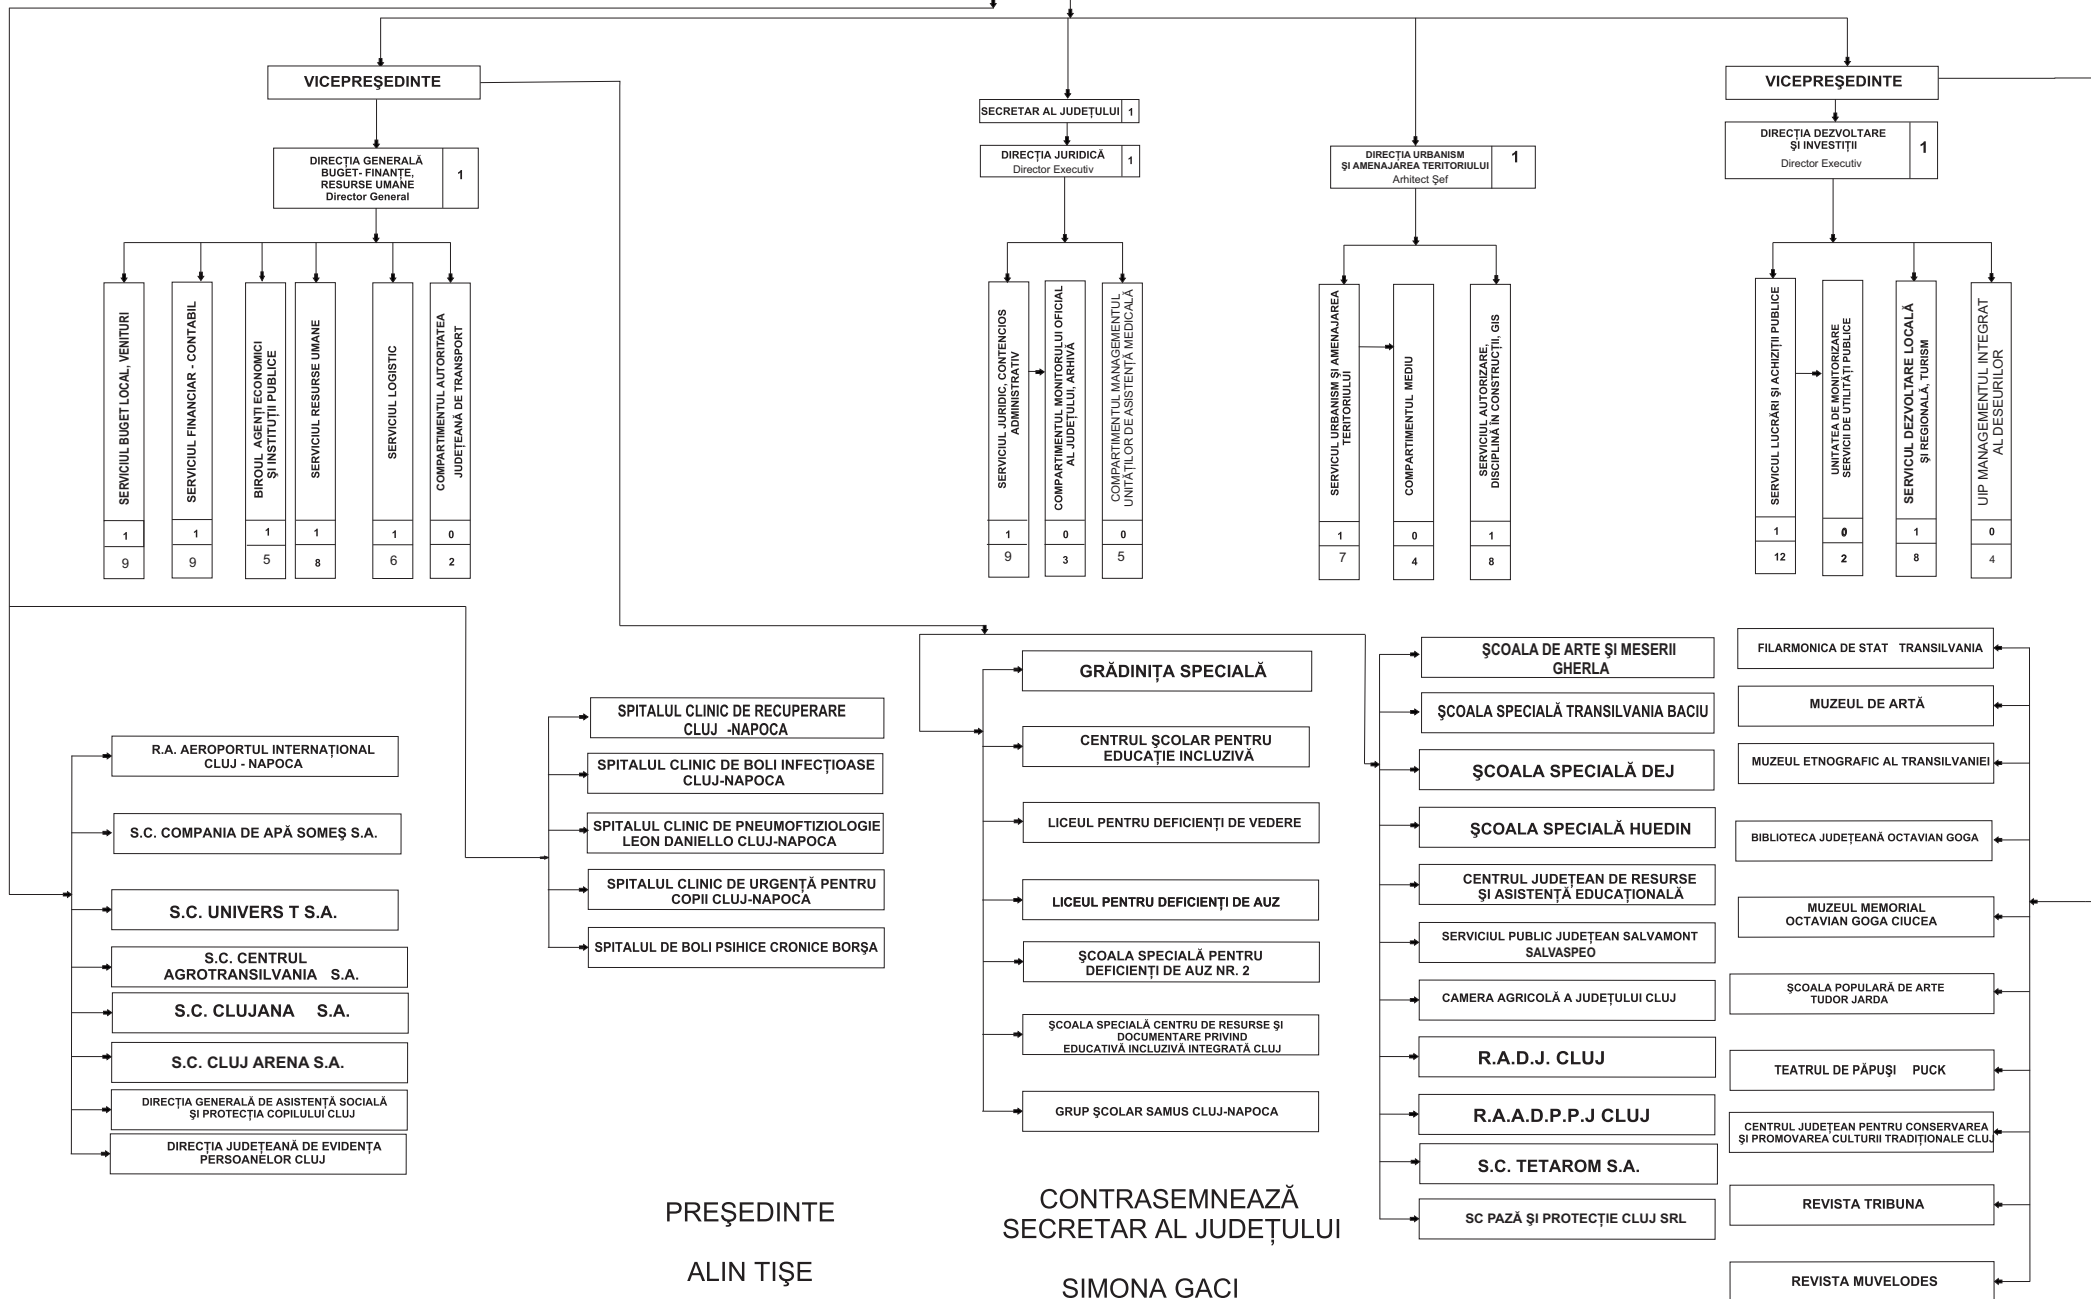 VICEPREŞEDINTE
DIRECŢIA GENERALĂ
BUGET- FINANŢE,
RESURSE UMANE
Director General
1
SERVICIUL BUGET LOCAL, VENITURI
1
9
SERVICIUL FINANCIAR - CONTABIL
1
9
BIROUL AGENŢI ECONOMICI
ŞI INSTITUŢII PUBLICE
1
5
SERVICIUL RESURSE UMANE
1
8
SERVICIUL LOGISTIC
1
6
COMPARTIMENTUL AUTORITATEA
JUDEŢEANĂ DE TRANSPORT
0
2
SECRETAR AL JUDEŢULUI
1
DIRECŢIA JURIDICĂ
Director Executiv
1
SERVICIUL JURIDIC, CONTENCIOS
ADMINISTRATIV
1
9
COMPARTIMENTUL MONITORULUI OFICIAL
AL JUDEŢULUI, ARHIVĂ
0
3
COMPARTIMENTUL MANAGEMENTUL
UNITĂŢILOR DE ASISTENŢĂ MEDICALĂ
0
5
DIRECŢIA URBANISM
ŞI AMENAJAREA TERITORIULUI
Arhitect Şef
1
SERVICUL URBANISM ŞI AMENAJAREA
TERITORIULUI
1
7
COMPARTIMENTUL MEDIU
0
4
SERVICIUL AUTORIZARE,
DISCIPLINĂ ÎN CONSTRUCŢII, GIS
1
8
VICEPREŞEDINTE
DIRECŢIA DEZVOLTARE
ŞI INVESTIŢII
Director Executiv
1
SERVICUL LUCRĂRI ŞI ACHIZIŢII PUBLICE
1
12
UNITATEA DE MONITORIZARE
SERVICII DE UTILITĂŢI PUBLICE
0
2
SERVICUL DEZVOLTARE LOCALĂ
ŞI REGIONALĂ, TURISM
1
8
UIP MANAGEMENTUL INTEGRAT
AL DESEURILOR
0
4
R.A. AEROPORTUL INTERNAŢIONAL
CLUJ - NAPOCA
S.C. COMPANIA DE APĂ SOMEŞ S.A.
S.C. UNIVERS T S.A.
S.C. CENTRUL
AGROTRANSILVANIA S.A.
S.C. CLUJANA S.A.
S.C. CLUJ ARENA S.A.
DIRECŢIA GENERALĂ DE ASISTENŢĂ SOCIALĂ
ŞI PROTECŢIA COPILULUI CLUJ
DIRECŢIA JUDEŢEANĂ DE EVIDENŢA
PERSOANELOR CLUJ
SPITALUL CLINIC DE RECUPERARE
CLUJ -NAPOCA
SPITALUL CLINIC DE BOLI INFECŢIOASE
CLUJ-NAPOCA
SPITALUL CLINIC DE PNEUMOFTIZIOLOGIE
LEON DANIELLO CLUJ-NAPOCA
SPITALUL CLINIC DE URGENŢĂ PENTRU
COPII CLUJ-NAPOCA
SPITALUL DE BOLI PSIHICE CRONICE BORŞA
GRĂDINIŢA SPECIALĂ
CENTRUL ŞCOLAR PENTRU
EDUCAŢIE INCLUZIVĂ
LICEUL PENTRU DEFICIENŢI DE VEDERE
LICEUL PENTRU DEFICIENŢI DE AUZ
ŞCOALA SPECIALĂ PENTRU
DEFICIENŢI DE AUZ NR. 2
ŞCOALA SPECIALĂ CENTRU DE RESURSE ŞI
DOCUMENTARE PRIVIND
EDUCATIVĂ INCLUZIVĂ INTEGRATĂ CLUJ
GRUP ŞCOLAR SAMUS CLUJ-NAPOCA
ŞCOALA DE ARTE ŞI MESERII
GHERLA
ŞCOALA SPECIALĂ TRANSILVANIA BACIU
ŞCOALA SPECIALĂ DEJ
ŞCOALA SPECIALĂ HUEDIN
CENTRUL JUDEŢEAN DE RESURSE
ŞI ASISTENŢĂ EDUCAŢIONALĂ
SERVICIUL PUBLIC JUDEŢEAN SALVAMONT
SALVASPEO
CAMERA AGRICOLĂ A JUDEŢULUI CLUJ
R.A.D.J. CLUJ
R.A.A.D.P.P.J CLUJ
S.C. TETAROM S.A.
SC PAZĂ ŞI PROTECŢIE CLUJ SRL
FILARMONICA DE STAT TRANSILVANIA
MUZEUL DE ARTĂ
MUZEUL ETNOGRAFIC AL TRANSILVANIEI
BIBLIOTECA JUDEŢEANĂ OCTAVIAN GOGA
MUZEUL MEMORIAL
OCTAVIAN GOGA CIUCEA
ŞCOALA POPULARĂ DE ARTE
TUDOR JARDA
TEATRUL DE PĂPUŞI PUCK
CENTRUL JUDEŢEAN PENTRU CONSERVAREA
ŞI PROMOVAREA CULTURII TRADIŢIONALE CLUJ
REVISTA TRIBUNA
REVISTA MUVELODES
PREŞEDINTE
ALIN TIŞE
CONTRASEMNEAZĂ
SECRETAR AL JUDEŢULUI
SIMONA GACI